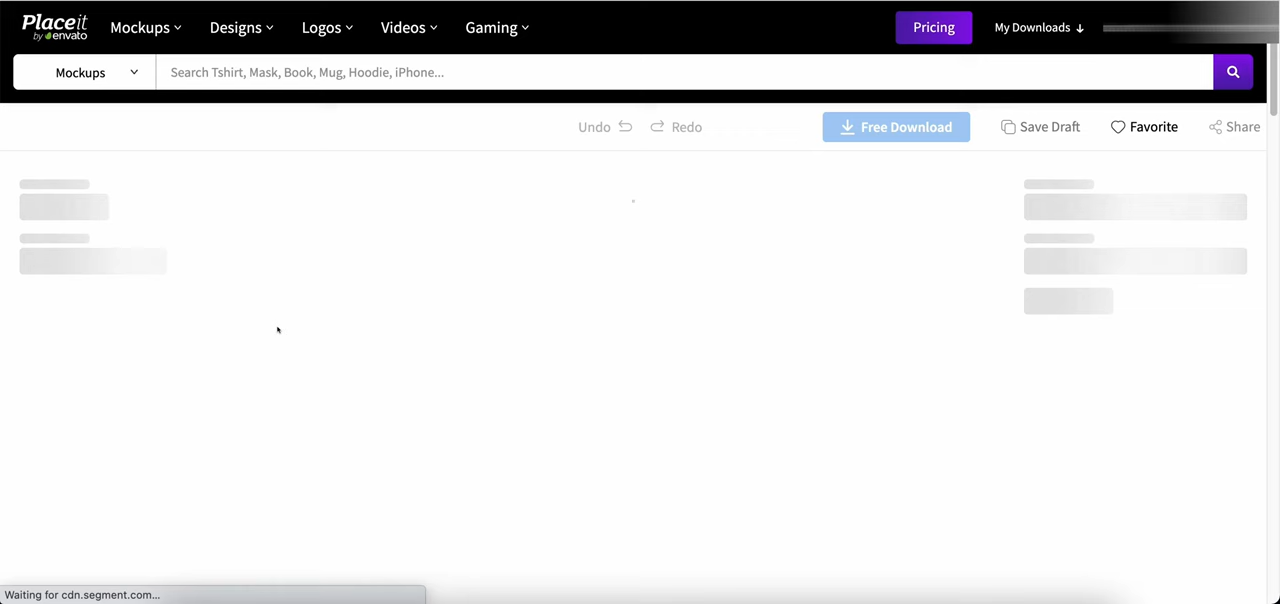 Placeit
by envato
Mockups
Designs
Logos
Videos
Gaming
Pricing
My Downloads
Mockups
Search Tshirt, Mask, Book, Mug, Hoodie, iPhone...
Undo
Redo
Free Download
Save Draft
Favorite
Share
Waiting for cdn.segment.com...